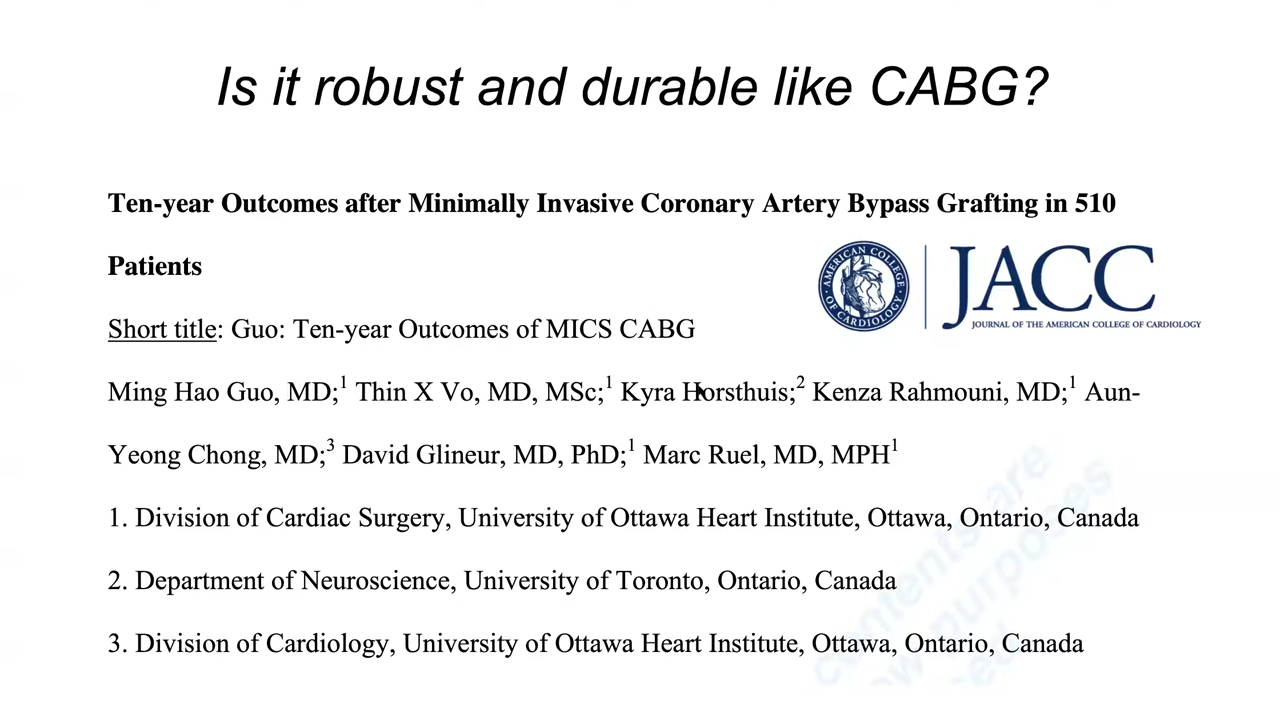 Is it robust and durable like CABG?
Ten-year Outcomes after Minimally Invasive Coronary Artery Bypass Grafting in 510
Patients
AMERICAN COLLEGE OF CARDIOLOGY
JACC
JOURNAL OF THE AMERICAN COLLEGE OF CARDIOLOGY
Short title: Guo: Ten-year Outcomes of MICS CABG
Ming Hao Guo, MD;1 Thin X Vo, MD, MSc;1 Kyra Horsthuis;2 Kenza Rahmouni, MD;1 Aun-
Yeong Chong, MD;3 David Glineur, MD, PhD;1 Marc Ruel, MD, MPH1
1. Division of Cardiac Surgery, University of Ottawa Heart Institute, Ottawa, Ontario, Canada
2. Department of Neuroscience, University of Toronto, Ontario, Canada
3. Division of Cardiology, University of Ottawa Heart Institute, Ottawa, Ontario, Canada
contents are
purposes